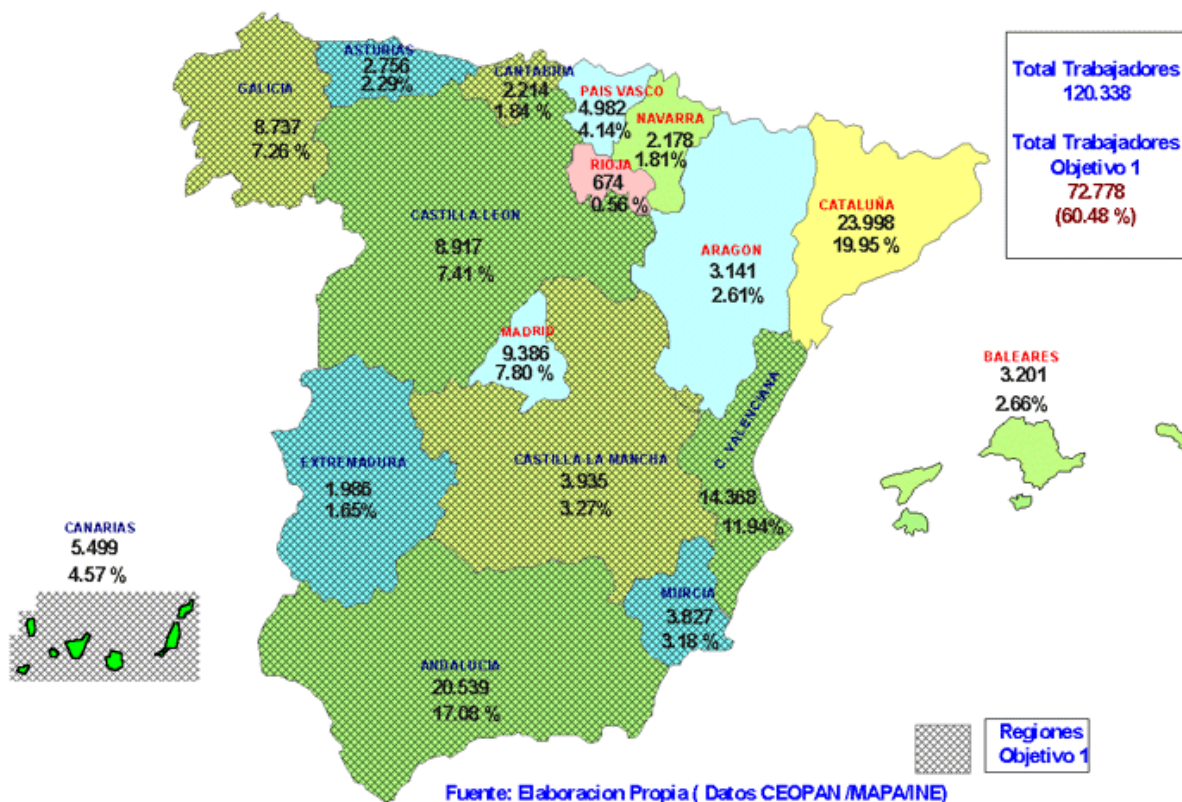 ASTURIAS
2.756
2.29%
CANTABRIA
2.214
1.84 %
PAIS VASCO
4.982
4.14%
NAVARRA
2.178
1.81%
GALICIA
8.737
7.26 %
RIOJA
674
0.56 %
Total Trabajadores
120.338
Total Trabajadores
Objetivo 1
72.778
(60.48 %)
CASTILLA-LEON
8.917
7.41 %
CATALUÑA
23.998
19.95 %
ARAGON
3.141
2.61%
MADRID
9.386
7.80 %
BALEARES
3.201
2.66%
C. VALENCIANA
14.368
11.94%
EXTREMADURA
1.986
1.65%
CASTILLA-LA MANCHA
3.935
3.27%
CANARIAS
5.499
4.57 %
MURCIA
3.827
3.18 %
ANDALUCIA
20.539
17.08 %
Regiones
Objetivo 1
Fuente: Elaboracion Propia ( Datos CEOPAN /MAPA/INE)